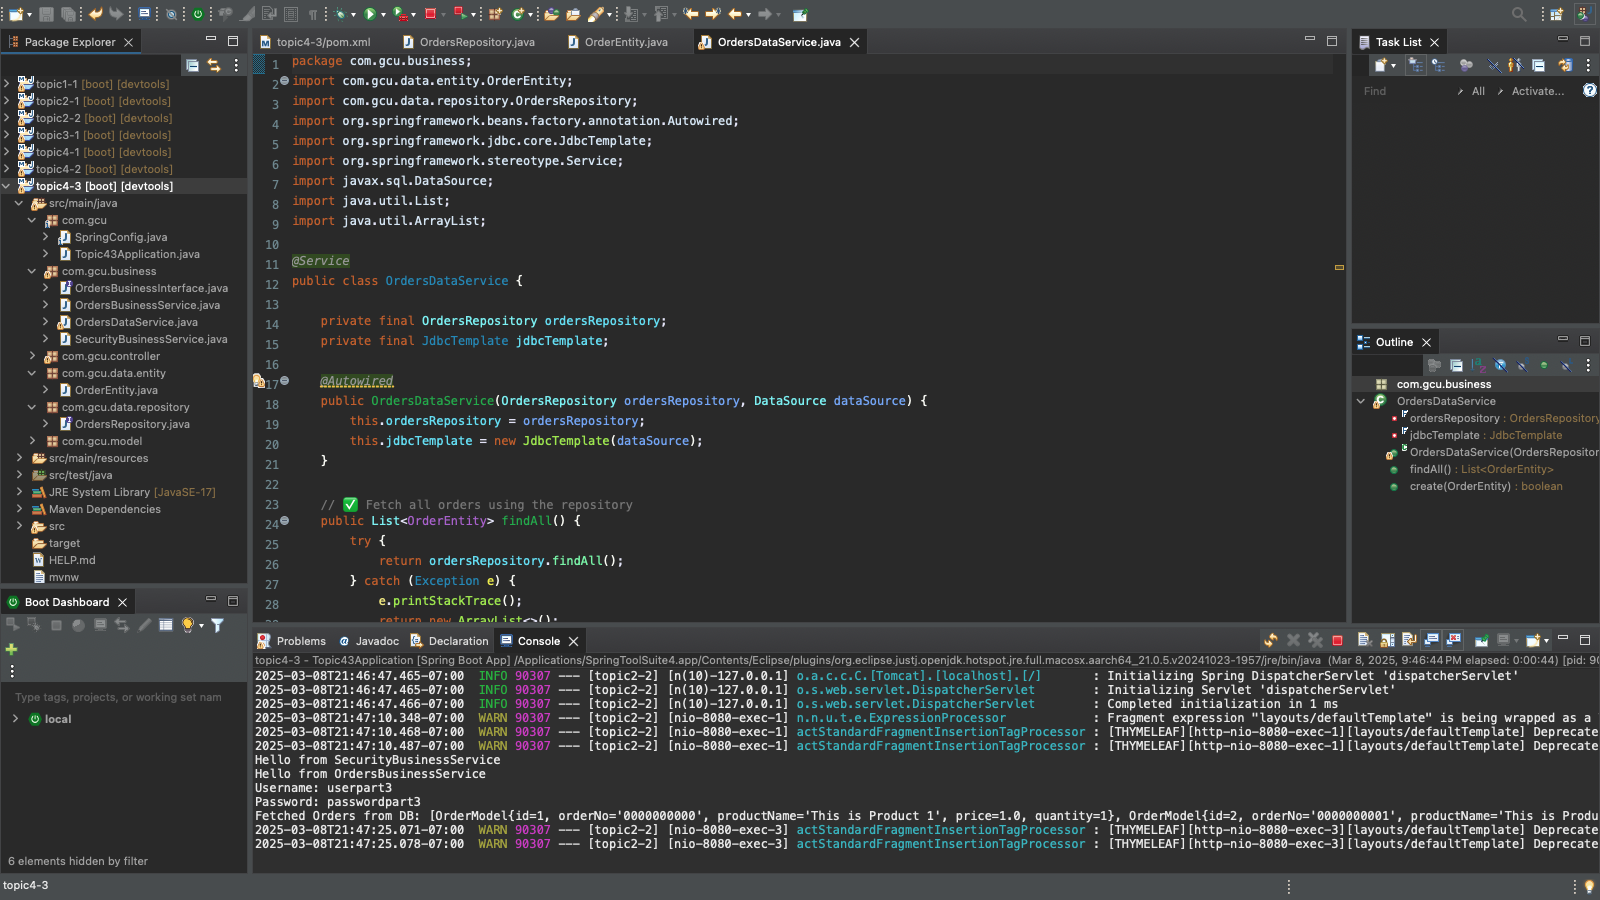 Package Explorer
topic1-1 [boot] [devtools]
topic2-1 [boot] [devtools]
topic2-2 [boot] [devtools]
topic3-1 [boot] [devtools]
topic4-1 [boot] [devtools]
topic4-2 [boot] [devtools]
topic4-3 [boot] [devtools]
src/main/java
com.gcu
SpringConfig.java
Topic43Application.java
com.gcu.business
OrdersBusinessInterface.java
OrdersBusinessService.java
OrdersDataService.java
SecurityBusinessService.java
com.gcu.controller
com.gcu.data.entity
OrderEntity.java
com.gcu.data.repository
OrdersRepository.java
com.gcu.model
src/main/resources
src/test/java
JRE System Library [JavaSE-17]
Maven Dependencies
src
target
HELP.md
mvnw
Boot Dashboard
Type tags, projects, or working set nam
local
6 elements hidden by filter
topic4-3/pom.xml OrdersRepository.java OrderEntity.java OrdersDataService.java
1 package com.gcu.business;
2 import com.gcu.data.entity.OrderEntity;
3 import com.gcu.data.repository.OrdersRepository;
4 import org.springframework.beans.factory.annotation.Autowired;
5 import org.springframework.jdbc.core.JdbcTemplate;
6 import org.springframework.stereotype.Service;
7 import javax.sql.DataSource;
8 import java.util.List;
9 import java.util.ArrayList;
10
11 @Service
12 public class OrdersDataService {
13
14 private final OrdersRepository ordersRepository;
15 private final JdbcTemplate jdbcTemplate;
16
17 @Autowired
18 public OrdersDataService(OrdersRepository ordersRepository, DataSource dataSource) {
19 this.ordersRepository = ordersRepository;
20 this.jdbcTemplate = new JdbcTemplate(dataSource);
21 }
22
23 // ✅ Fetch all orders using the repository
24 public List<OrderEntity> findAll() {
25 try {
26 return ordersRepository.findAll();
27 } catch (Exception e) {
28 e.printStackTrace();
return new ArrayList<>();
Task List
Find All Activate...
Outline
com.gcu.business
OrdersDataService
ordersRepository : OrdersRepository
jdbcTemplate : JdbcTemplate
OrdersDataService(OrdersRepositor
findAll() : List<OrderEntity>
create(OrderEntity) : boolean
Problems Javadoc Declaration Console
topic4-3 - Topic43Application [Spring Boot App] /Applications/SpringToolSuite4.app/Contents/Eclipse/plugins/org.eclipse.justj.openjdk.hotspot.jre.full.macosx.aarch64_21.0.5.v20241023-1957/jre/bin/java (Mar 8, 2025, 9:46:44 PM elapsed: 0:00:44) [pid: 90
2025-03-08T21:46:47.465-07:00 INFO 90307 --- [topic2-2] [n(10)-127.0.0.1] o.a.c.c.C.[Tomcat].[localhost].[/] : Initializing Spring DispatcherServlet 'dispatcherServlet'
2025-03-08T21:46:47.465-07:00 INFO 90307 --- [topic2-2] [n(10)-127.0.0.1] o.s.web.servlet.DispatcherServlet : Initializing Servlet 'dispatcherServlet'
2025-03-08T21:46:47.466-07:00 INFO 90307 --- [topic2-2] [n(10)-127.0.0.1] o.s.web.servlet.DispatcherServlet : Completed initialization in 1 ms
2025-03-08T21:47:10.348-07:00 WARN 90307 --- [topic2-2] [nio-8080-exec-1] n.n.u.t.e.ExpressionProcessor : Fragment expression "layouts/defaultTemplate" is being wrapped as a
2025-03-08T21:47:10.468-07:00 WARN 90307 --- [topic2-2] [nio-8080-exec-1] actStandardFragmentInsertionTagProcessor : [THYMELEAF][http-nio-8080-exec-1][layouts/defaultTemplate] Deprecate
2025-03-08T21:47:10.487-07:00 WARN 90307 --- [topic2-2] [nio-8080-exec-1] actStandardFragmentInsertionTagProcessor : [THYMELEAF][http-nio-8080-exec-1][layouts/defaultTemplate] Deprecate
Hello from SecurityBusinessService
Hello from OrdersBusinessService
Username: userpart3
Password: passwordpart3
Fetched Orders from DB: [OrderModel{id=1, orderNo='0000000000', productName='This is Product 1', price=1.0, quantity=1}, OrderModel{id=2, orderNo='0000000001', productName='This is Produ
2025-03-08T21:47:25.071-07:00 WARN 90307 --- [topic2-2] [nio-8080-exec-3] actStandardFragmentInsertionTagProcessor : [THYMELEAF][http-nio-8080-exec-3][layouts/defaultTemplate] Deprecate
2025-03-08T21:47:25.078-07:00 WARN 90307 --- [topic2-2] [nio-8080-exec-3] actStandardFragmentInsertionTagProcessor : [THYMELEAF][http-nio-8080-exec-3][layouts/defaultTemplate] Deprecate
topic4-3